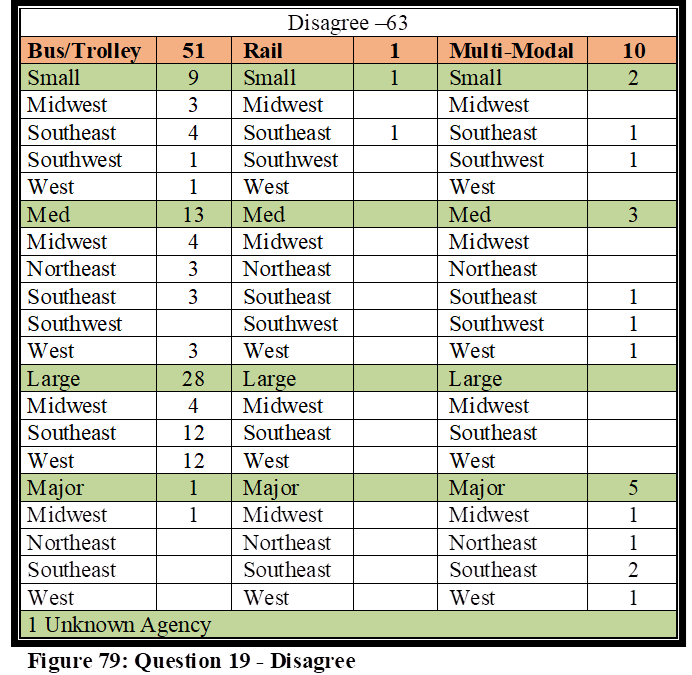 Disagree –63
Bus/Trolley 51 Rail 1 Multi-Modal 10
Small 9 Small 1 Small 2
Midwest 3 Midwest Midwest
Southeast 4 Southeast 1 Southeast 1
Southwest 1 Southwest Southwest 1
West 1 West West
Med 13 Med Med 3
Midwest 4 Midwest Midwest
Northeast 3 Northeast Northeast
Southeast 3 Southeast Southeast 1
Southwest Southwest Southwest 1
West 3 West West 1
Large 28 Large Large
Midwest 4 Midwest Midwest
Southeast 12 Southeast Southeast
West 12 West West
Major 1 Major Major 5
Midwest 1 Midwest Midwest 1
Northeast Northeast Northeast 1
Southeast Southeast Southeast 2
West West West 1
1 Unknown Agency
Figure 79: Question 19 - Disagree